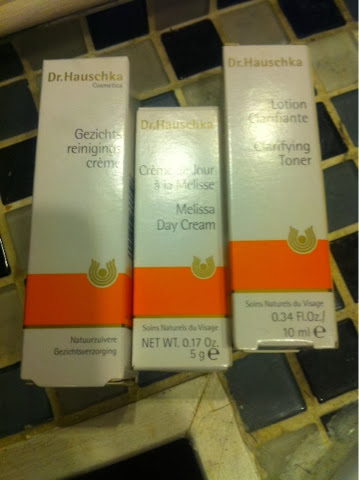 Dr.Hauschka
Cosmetica
Gezichts
reinigings
crème
Natuurzuivere
Gezichtsverzorging
Dr.Hauschka
Crème de Jour
à la Mélisse
Melissa
Day Cream
Soins Naturels du Visage
NET WT. 0.17 Oz.
5 g ℮
Dr.Hauschka
Lotion
Clarifiante
Clarifying
Toner
Soins Naturels du Visage
0.34 Fl.Oz./
10 ml ℮